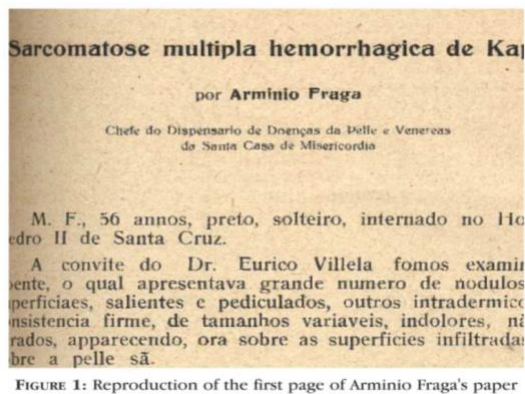 Sarcomatose multipla hemorrhagica de Ka
por Arminio Fraga
Chefe do Dispensario de Doenças da Pelle e Venereas
da Santa Casa de Misericordia
M. F., 56 annos, preto, solteiro, internado no Ho
edro II de Santa Cruz.
A convite do Dr. Eurico Villela fomos examin
ente, o qual apresentava grande numero de nodulos
perficiaes, salientes e pediculados, outros intradermico
nsistencia firme, de tamanhos variaveis, indolores, nã
rados, apparecendo, ora sobre as superficies infiltradas
bre a pelle sã.
FIGURE 1: Reproduction of the first page of Arminio Fraga's paper